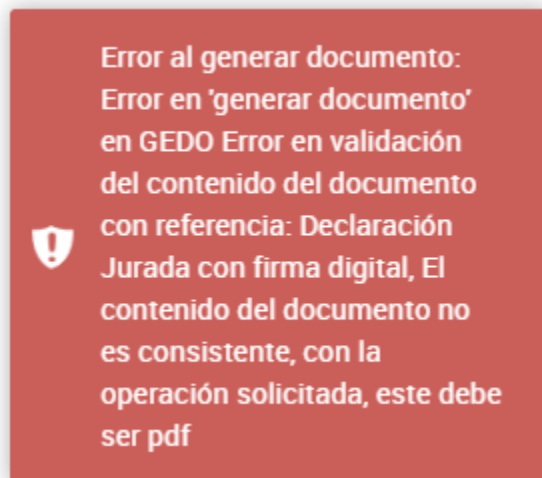 Error al generar documento:
Error en 'generar documento'
en GEDO Error en validación
del contenido del documento
con referencia: Declaración
Jurada con firma digital, El
contenido del documento no
es consistente, con la
operación solicitada, este debe
ser pdf